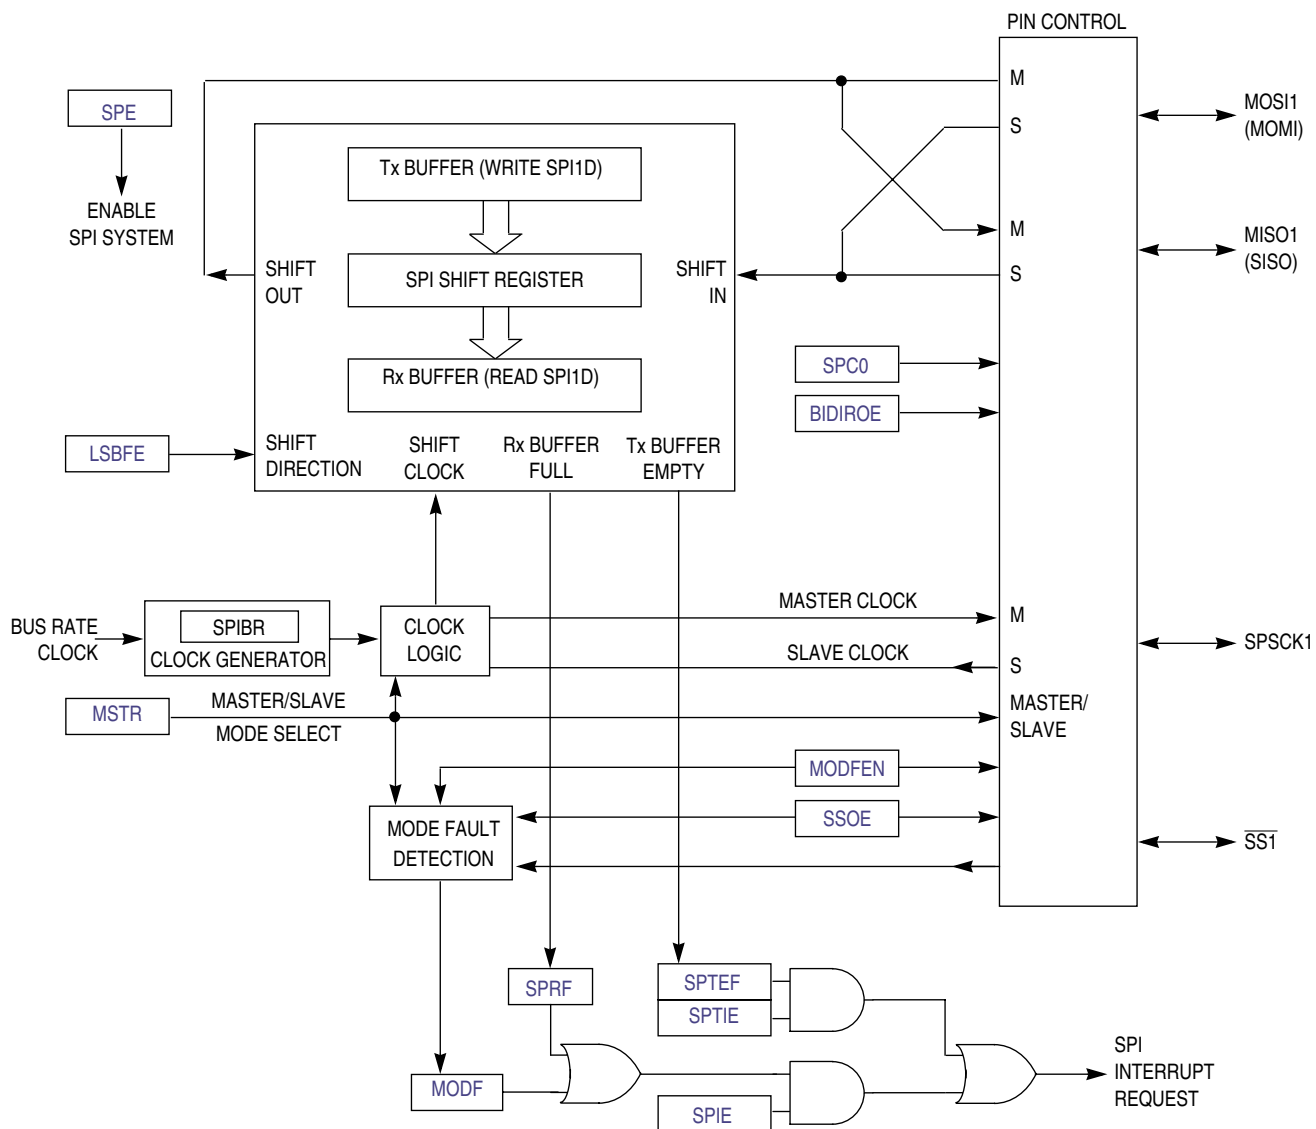 PIN CONTROL
M
S
M
S
MOSI1
(MOMI)
MISO1
(SISO)
SPE
ENABLE
SPI SYSTEM
Tx BUFFER (WRITE SPI1D)
SPI SHIFT REGISTER
Rx BUFFER (READ SPI1D)
SHIFT
OUT
SHIFT
IN
SPC0
BIDIROE
LSBFE
SHIFT
DIRECTION
SHIFT
CLOCK
Rx BUFFER
FULL
Tx BUFFER
EMPTY
BUS RATE
CLOCK
SPIBR
CLOCK GENERATOR
CLOCK
LOGIC
MASTER CLOCK
M
SLAVE CLOCK
S
SPSCK1
MSTR
MASTER/SLAVE
MODE SELECT
MASTER/
SLAVE
MODFEN
SSOE
MODE FAULT
DETECTION
SS1
SPRF
SPTEF
SPTIE
MODF
SPIE
SPI
INTERRUPT
REQUEST